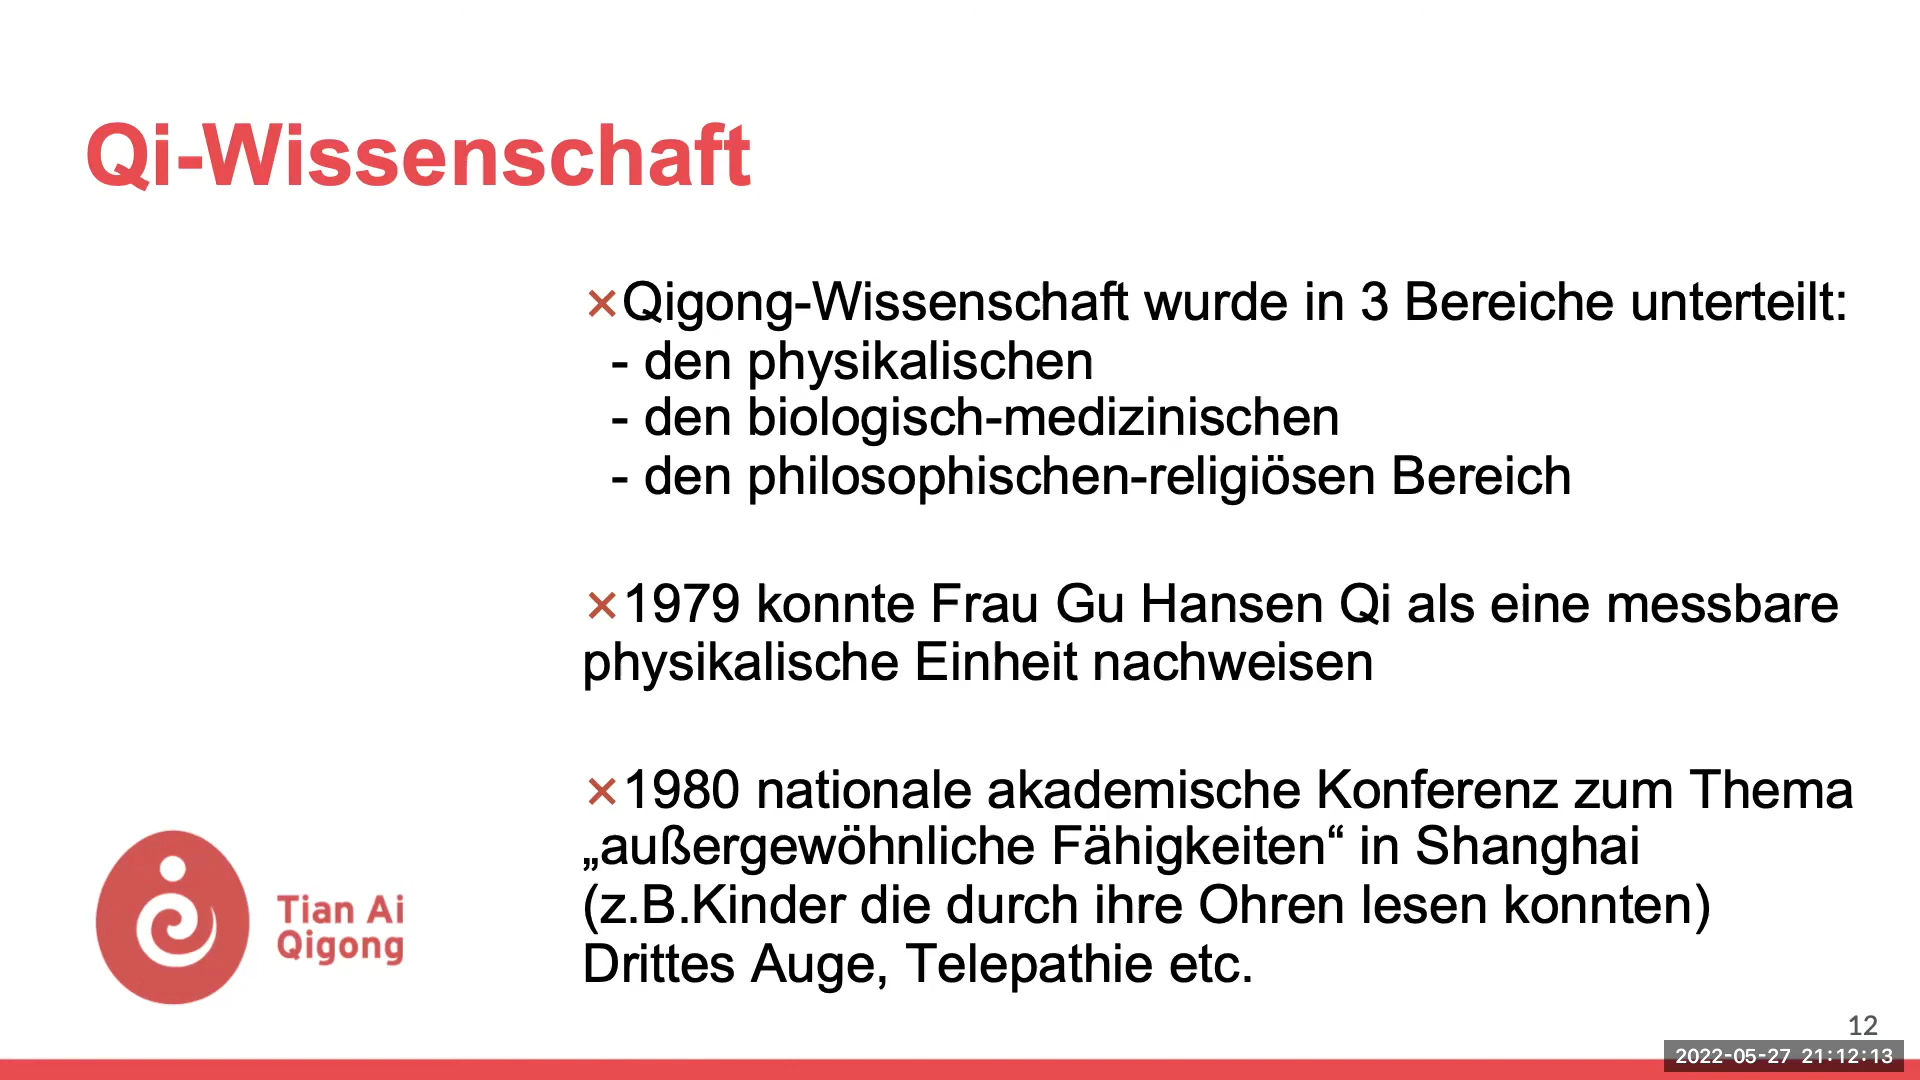 Qi-Wissenschaft
×Qigong-Wissenschaft wurde in 3 Bereiche unterteilt:
- den physikalischen
- den biologisch-medizinischen
- den philosophischen-religiösen Bereich
×1979 konnte Frau Gu Hansen Qi als eine messbare
physikalische Einheit nachweisen
×1980 nationale akademische Konferenz zum Thema
„außergewöhnliche Fähigkeiten“ in Shanghai
(z.B.Kinder die durch ihre Ohren lesen konnten)
Drittes Auge, Telepathie etc.
Tian Ai
Qigong
12
2022-05-27 21:12:13